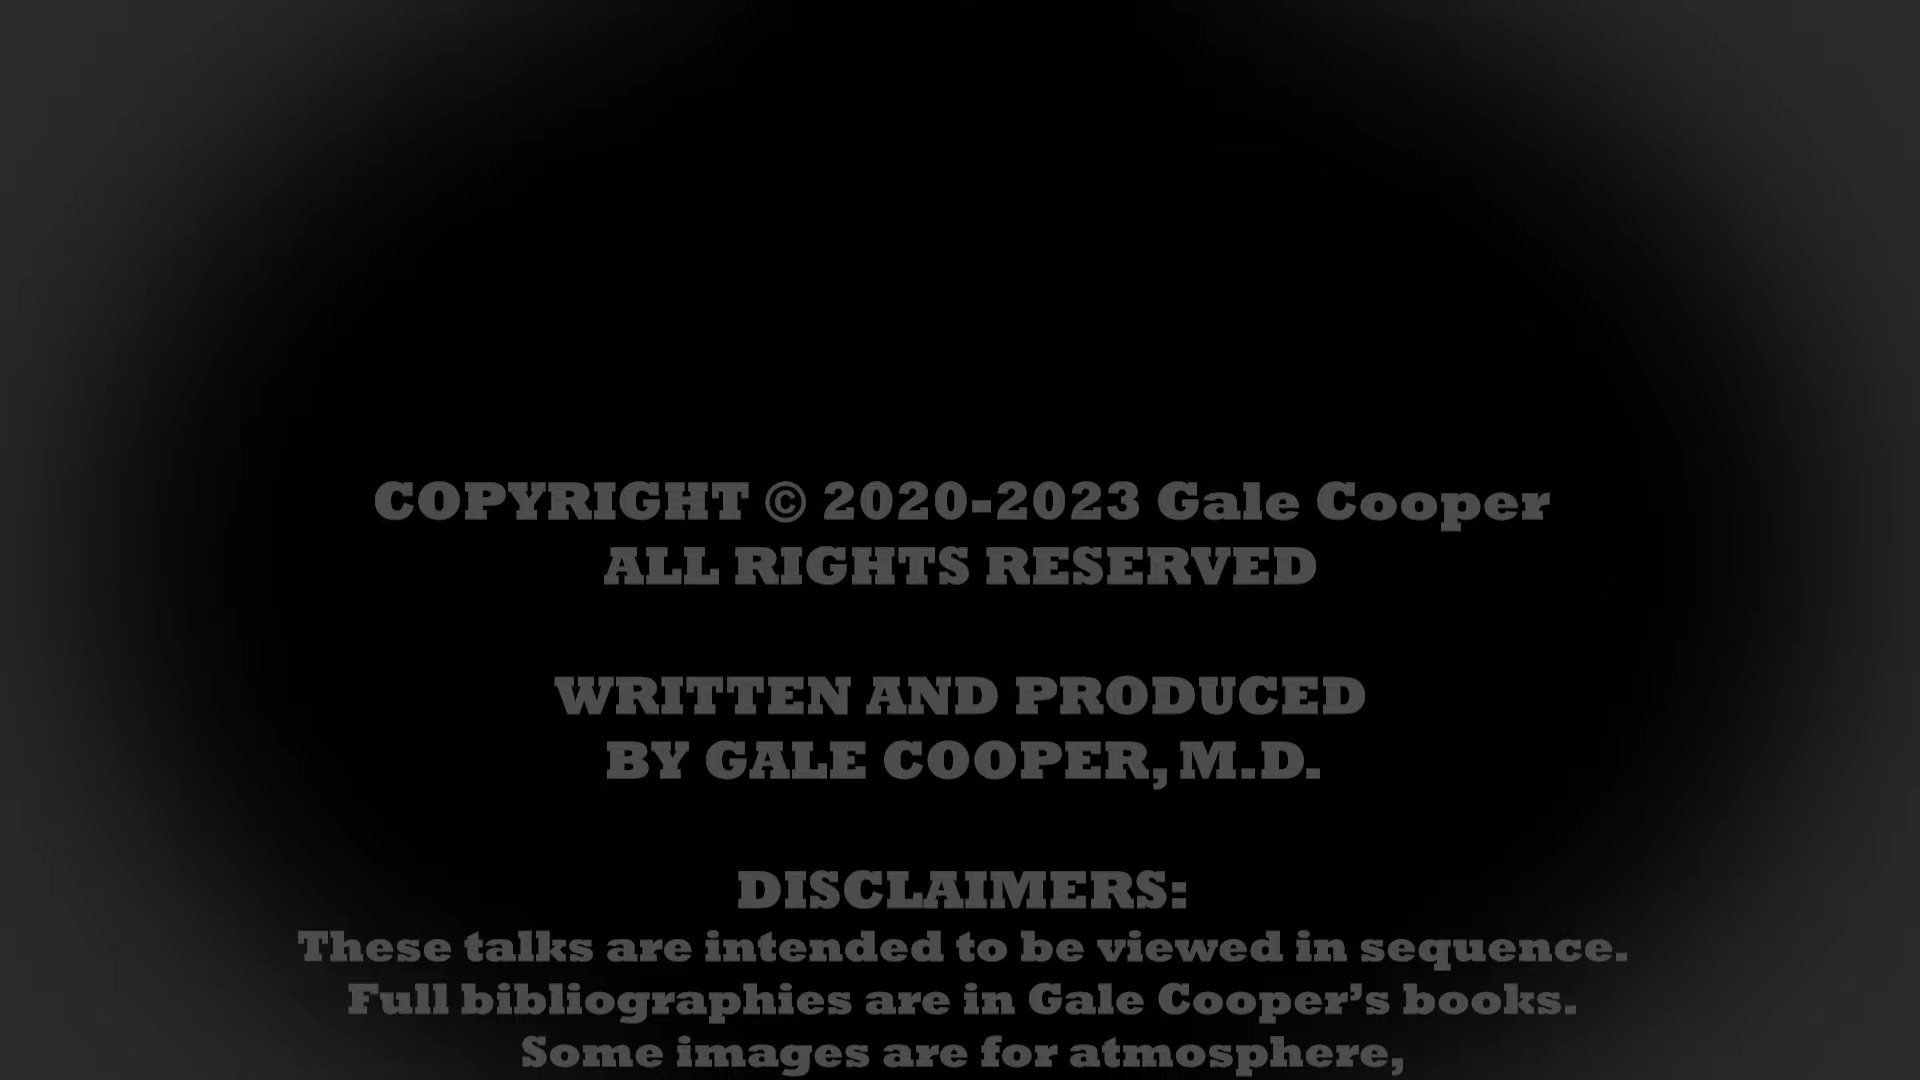 COPYRIGHT © 2020-2023 Gale Cooper
ALL RIGHTS RESERVED
WRITTEN AND PRODUCED
BY GALE COOPER, M.D.
DISCLAIMERS:
These talks are intended to be viewed in sequence.
Full bibliographies are in Gale Cooper’s books.
Some images are for atmosphere,